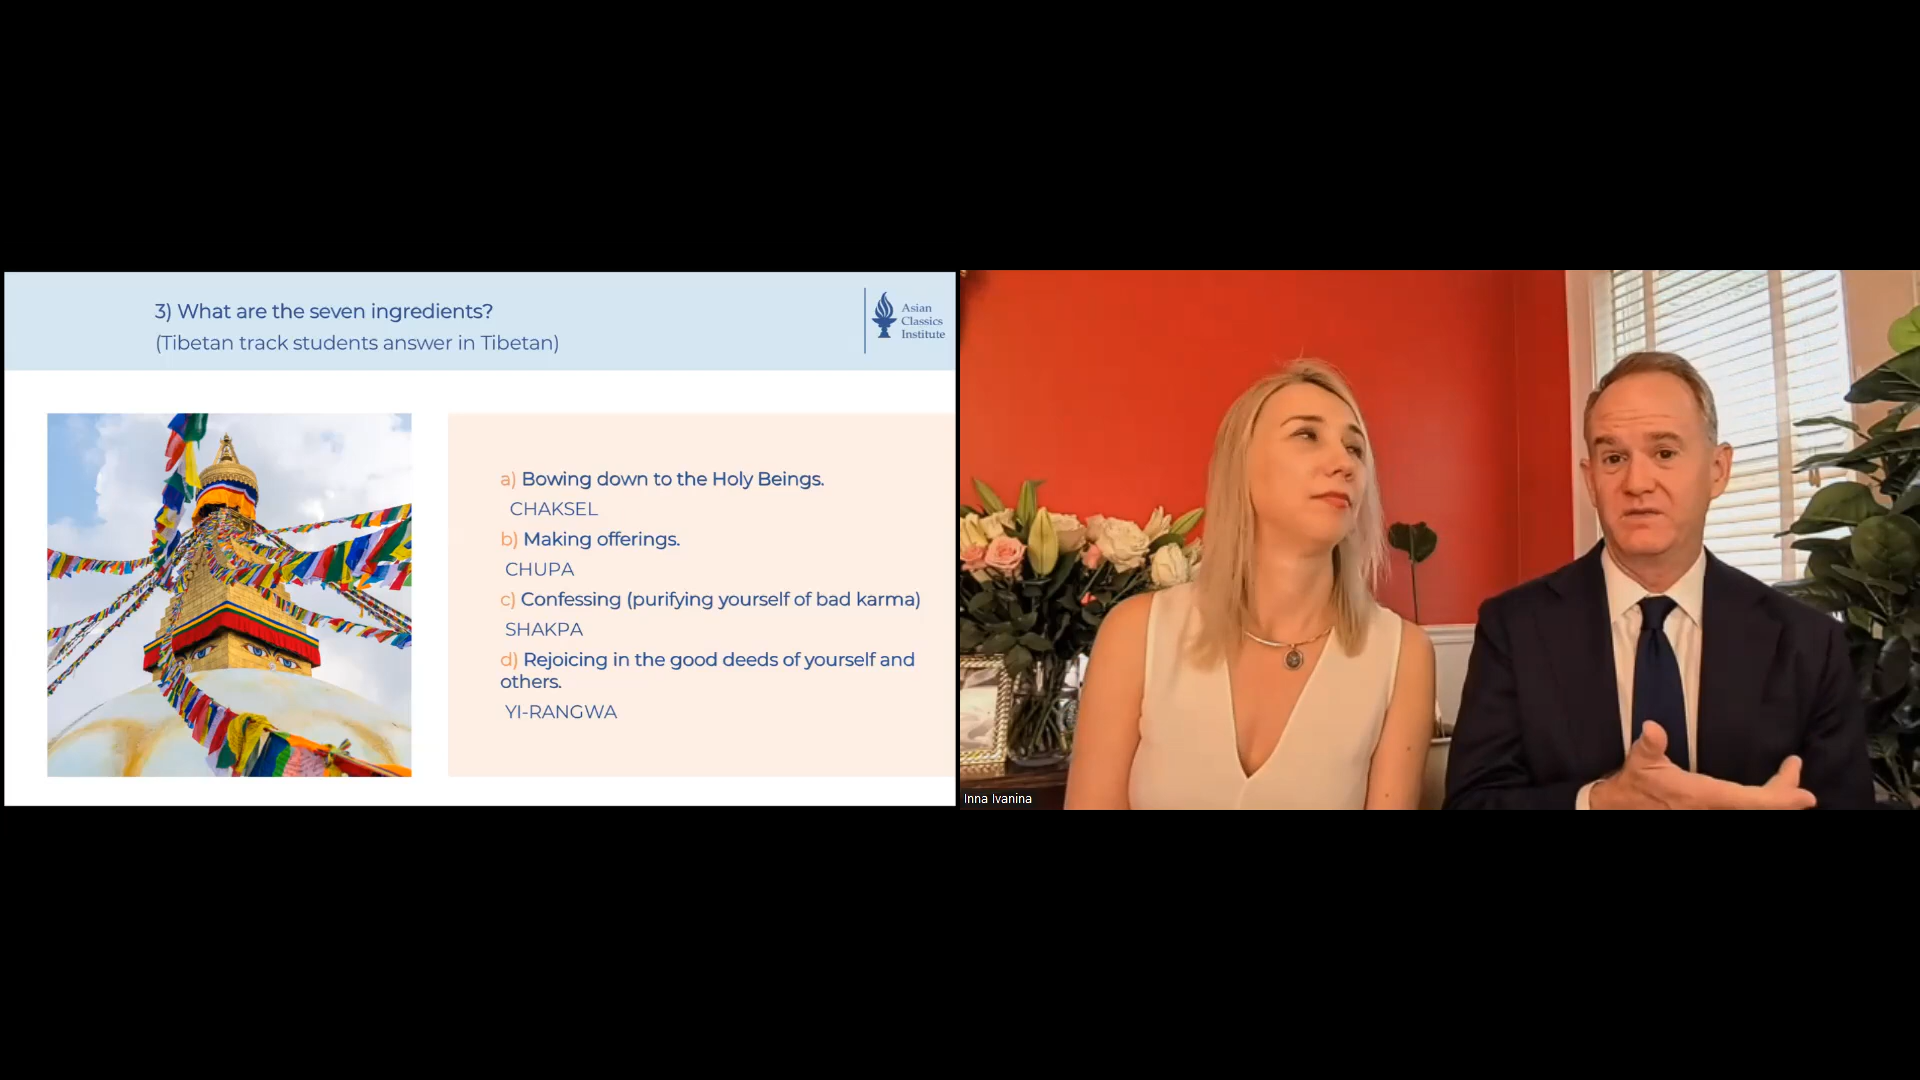 3) What are the seven ingredients?
(Tibetan track students answer in Tibetan)
Asian
Classics
Institute
a) Bowing down to the Holy Beings.
CHAKSEL
b) Making offerings.
CHUPA
c) Confessing (purifying yourself of bad karma)
SHAKPA
d) Rejoicing in the good deeds of yourself and
others.
YI-RANGWA
Inna Ivanina